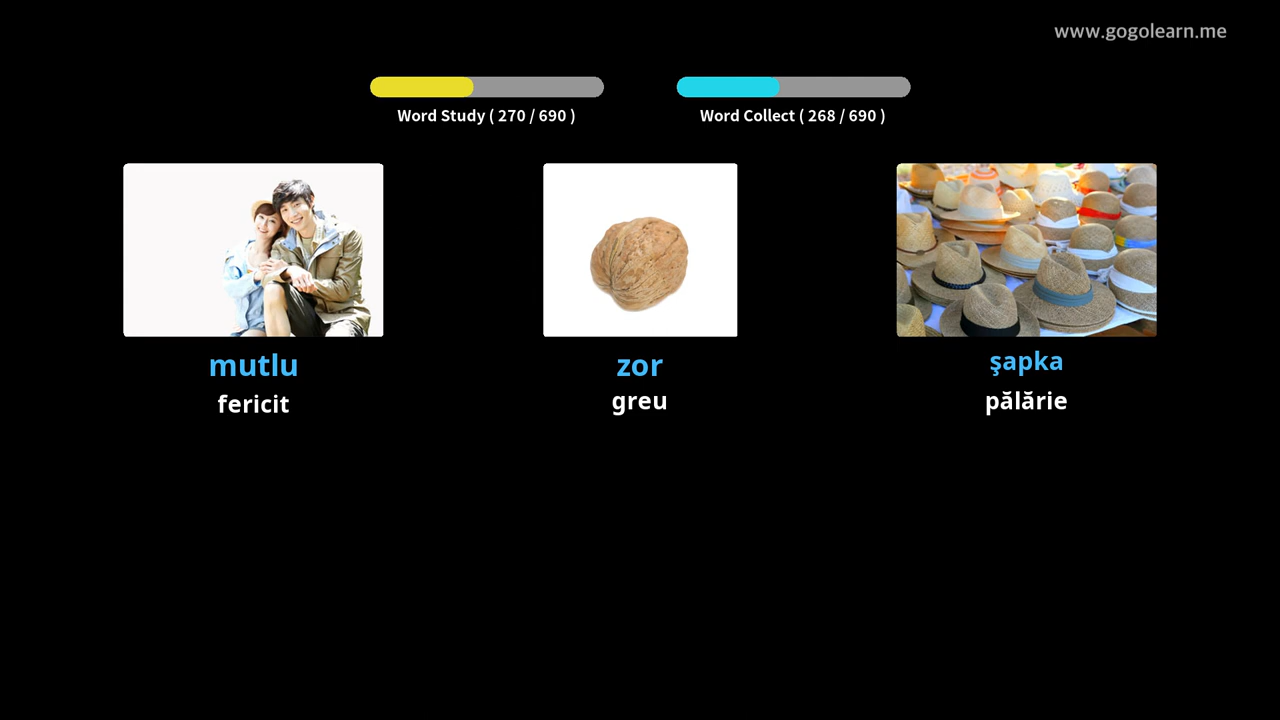 www.gogolearn.me
Word Study ( 270 / 690 )
Word Collect ( 268 / 690 )
mutlu
fericit
zor
greu
şapka
pălărie